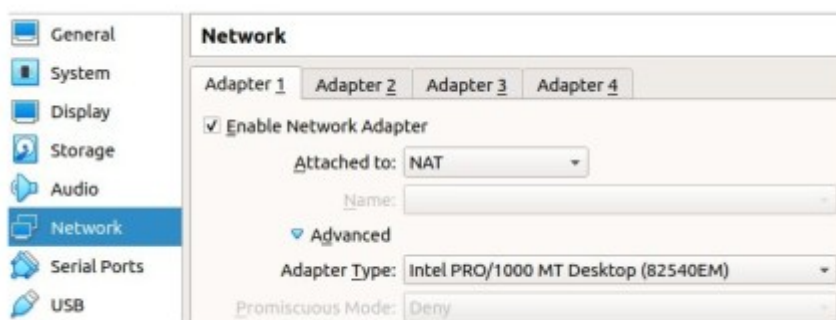 General
System
Display
Storage
Audio
Network
Serial Ports
USB
Network
Adapter 1 Adapter 2 Adapter 3 Adapter 4
Enable Network Adapter
Attached to: NAT
Name:
Advanced
Adapter Type: Intel PRO/1000 MT Desktop (82540EM)
Promiscuous Mode: Deny